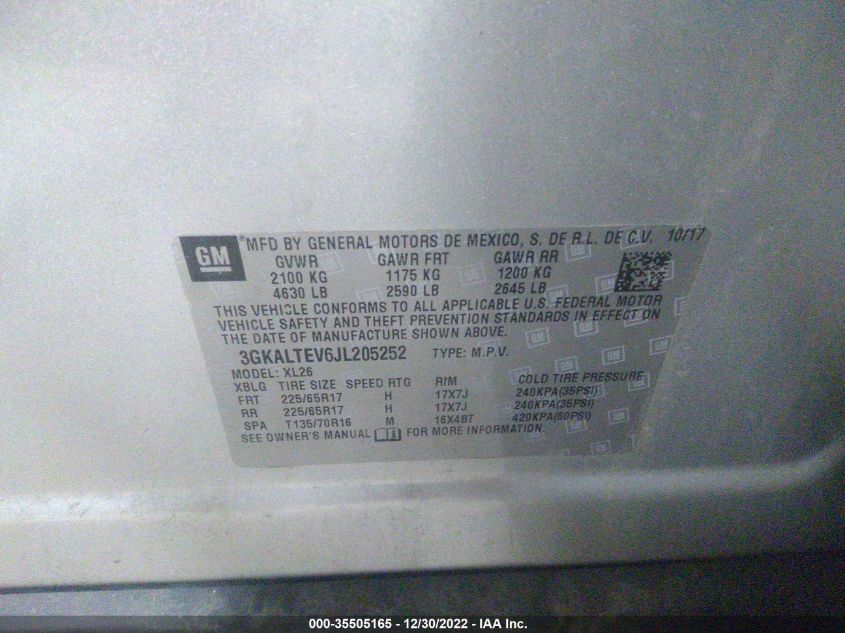 GM
®MFD BY GENERAL MOTORS DE MEXICO, S. DE R.L. DE C.V. 10/17
GVWR GAWR FRT GAWR RR
2100 KG 1175 KG 1200 KG
4630 LB 2590 LB 2645 LB
THIS VEHICLE CONFORMS TO ALL APPLICABLE U.S. FEDERAL MOTOR
VEHICLE SAFETY AND THEFT PREVENTION STANDARDS IN EFFECT ON
THE DATE OF MANUFACTURE SHOWN ABOVE.
3GKALTEV6JL205252 TYPE: M.P.V.
MODEL: XL26
XBLG TIRE SIZE SPEED RTG RIM COLD TIRE PRESSURE
FRT 225/65R17 H 17X7J 240KPA(35PSI)
RR 225/65R17 H 17X7J 240KPA(35PSI)
SPA T135/70R16 M 16X4BT 420KPA(60PSI)
SEE OWNER'S MANUAL FOR MORE INFORMATION.
000-35505165 - 12/30/2022 - IAA Inc.